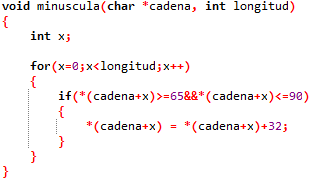 void minuscula(char *cadena, int longitud)
{
    int x;
    for(x=0;x<longitud;x++)
    {
        if(*(cadena+x)>=65&&*(cadena+x)<=90)
        {
            *(cadena+x) = *(cadena+x)+32;
        }
    }
}